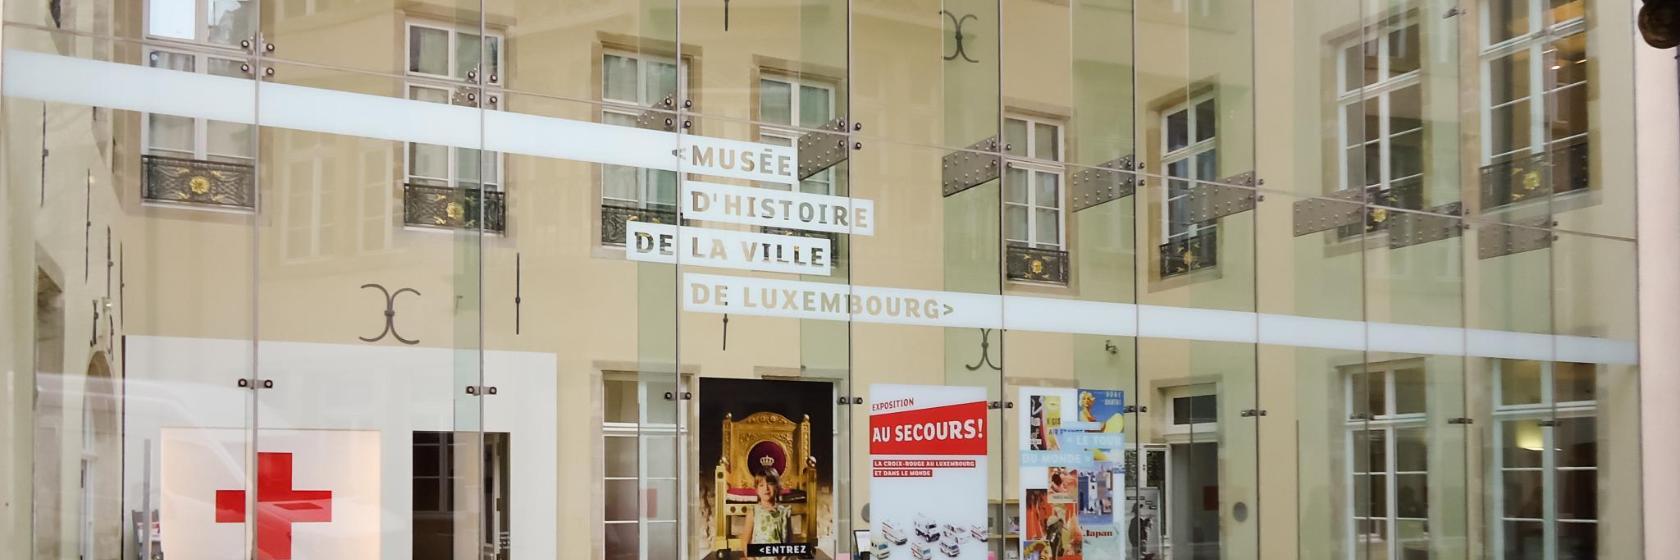 <MUSÉE
D'HISTOIRE
DE LA VILLE
DE LUXEMBOURG>
EXPOSITION
AU SECOURS!
LA CROIX-ROUGE AU LUXEMBOURG
ET DANS LE MONDE
« LE TOUR
DU MONDE »
Japan
<ENTREZ